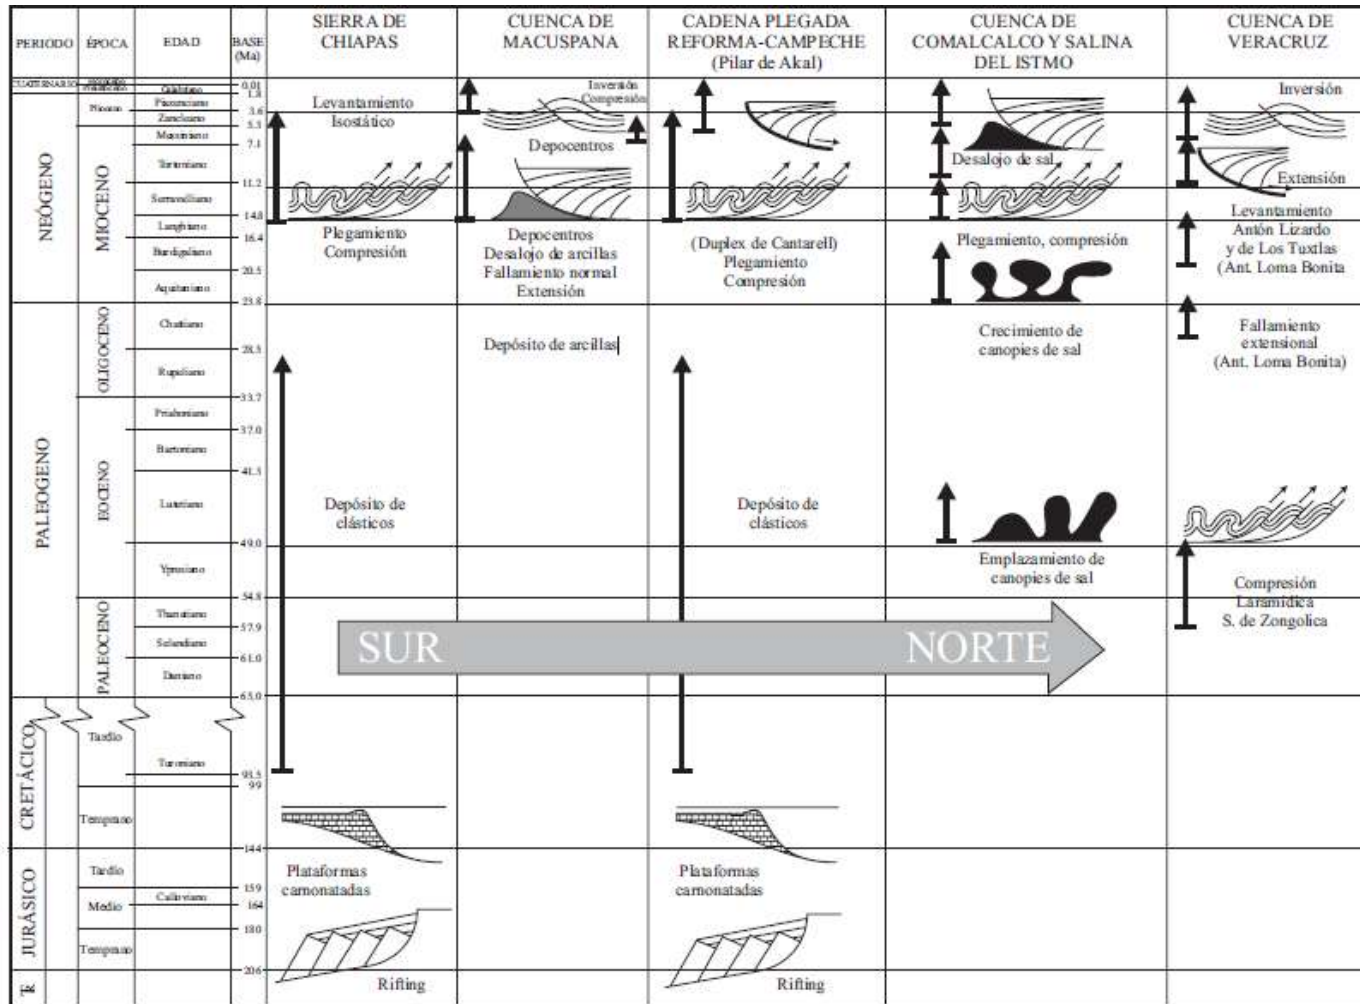 PERIODO
ÉPOCA
EDAD
BASE
(Ma)
SIERRA DE
CHIAPAS
CUENCA DE
MACUSPANA
CADENA PLEGADA
REFORMA-CAMPECHE
(Pilar de Akal)
CUENCA DE
COMALCALCO Y SALINA
DEL ISTMO
CUENCA DE
VERACRUZ
CUATERNARIO
NEÓGENO
PALEOGENO
CRETÁCICO
JURÁSICO
MIOCENO
OLIGOCENO
EOCENO
PALEOCENO
Tardío
Temprano
Tardío
Medio
Temprano
Zancleano
Messiniano
Tortoniano
Langhiano
Burdigaliano
Aquitaniano
Chattiano
Rupeliano
Priaboniano
Bartoniano
Luteciano
Ypresiano
Thanetiano
Selandiano
Daniano
Turoniano
Calloviano
0.01
1.8
3.6
5.3
7.1
11.2
14.8
16.4
20.5
23.8
28.5
33.7
37.0
41.3
49.0
54.8
57.9
61.0
65.0
93.5
99
144
159
164
180
206
Levantamiento
Isostático
Plegamiento
Compresión
Depósito de
clásticos
Plataformas
carnonatadas
Rifting
Inversión
Compresión
Depocentros
Depocentros
Desalojo de arcillas
Fallamiento normal
Extensión
Depósito de arcillas
(Duplex de Cantarell)
Plegamiento
Compresión
Depósito de
clásticos
Plataformas
carnonatadas
Rifting
Desalojo de sal
Plegamiento, compresión
Crecimiento de
canopies de sal
Emplazamiento de
canopies de sal
Inversión
Extensión
Levantamiento
Antón Lizardo
y de Los Tuxtlas
(Ant. Loma Bonita
Fallamiento
extensional
(Ant. Loma Bonita)
Compresión
Laramídica
S. de Zongolica
SUR
NORTE